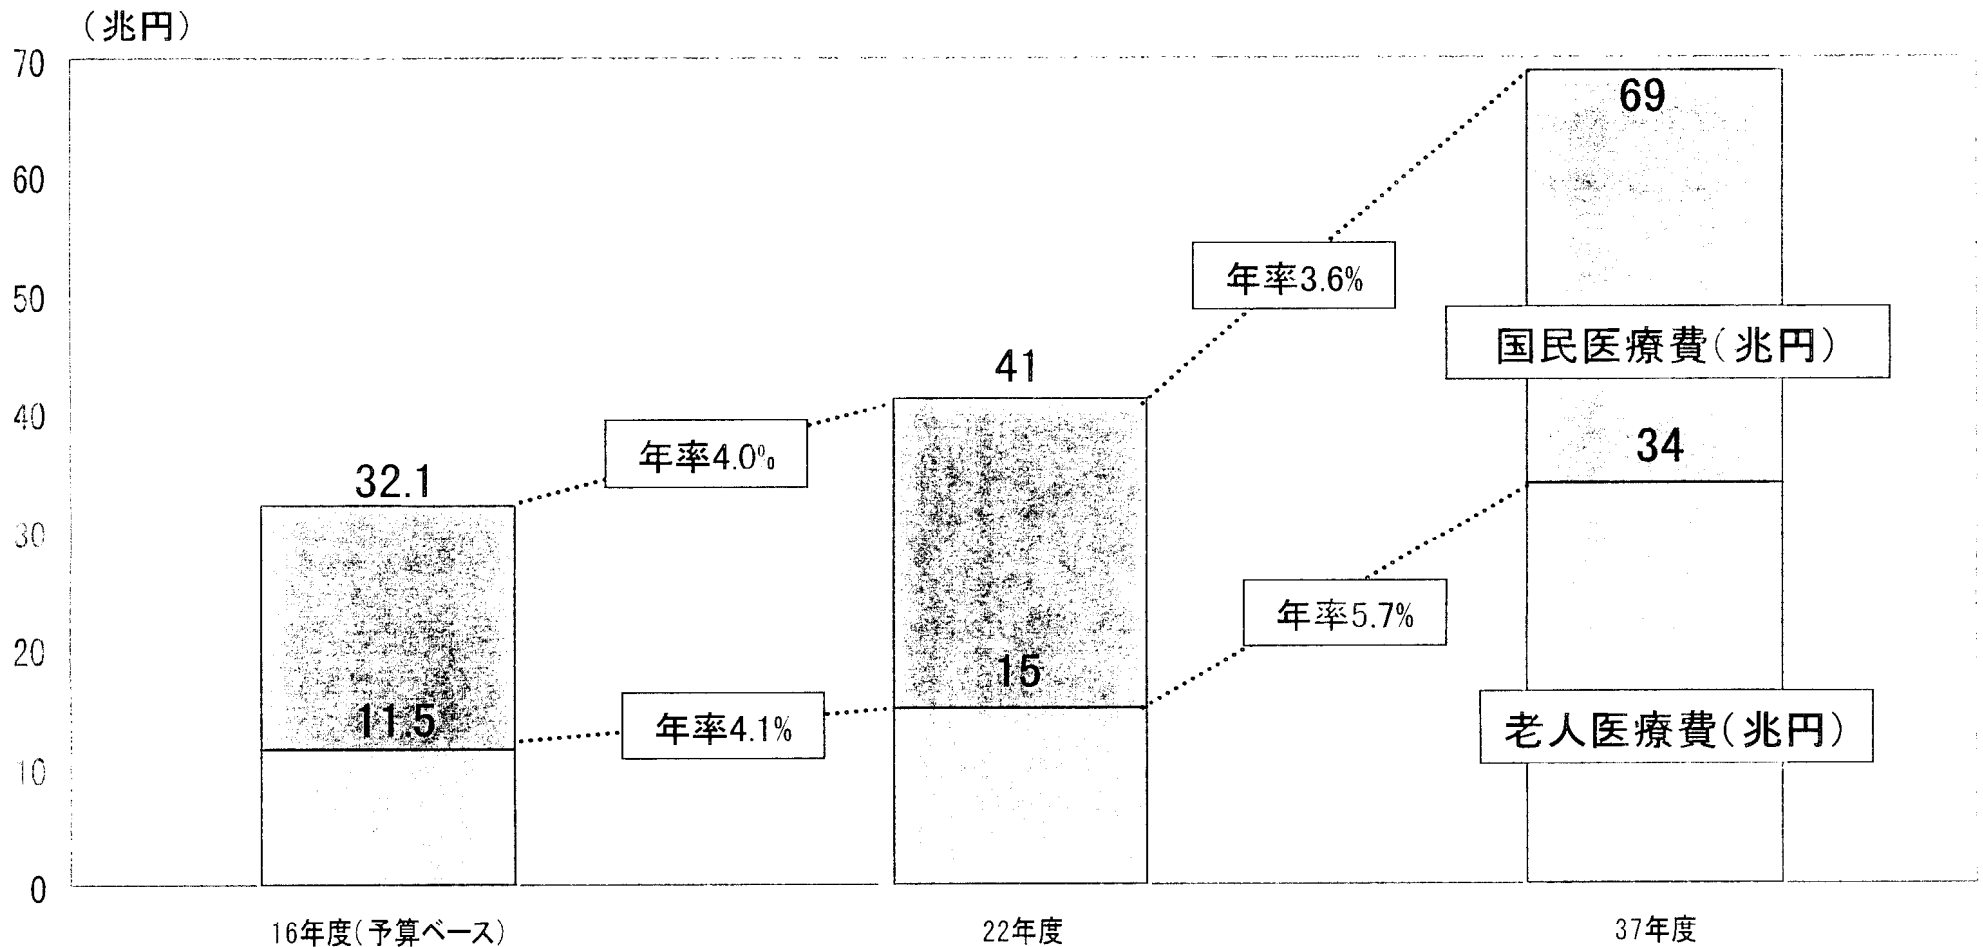 (兆円)
70
60
50
40
30
20
10
0
32.1
11.5
年率4.0%
年率4.1%
41
15
年率3.6%
年率5.7%
69
国民医療費(兆円)
34
老人医療費(兆円)
16年度(予算ベース)
22年度
37年度